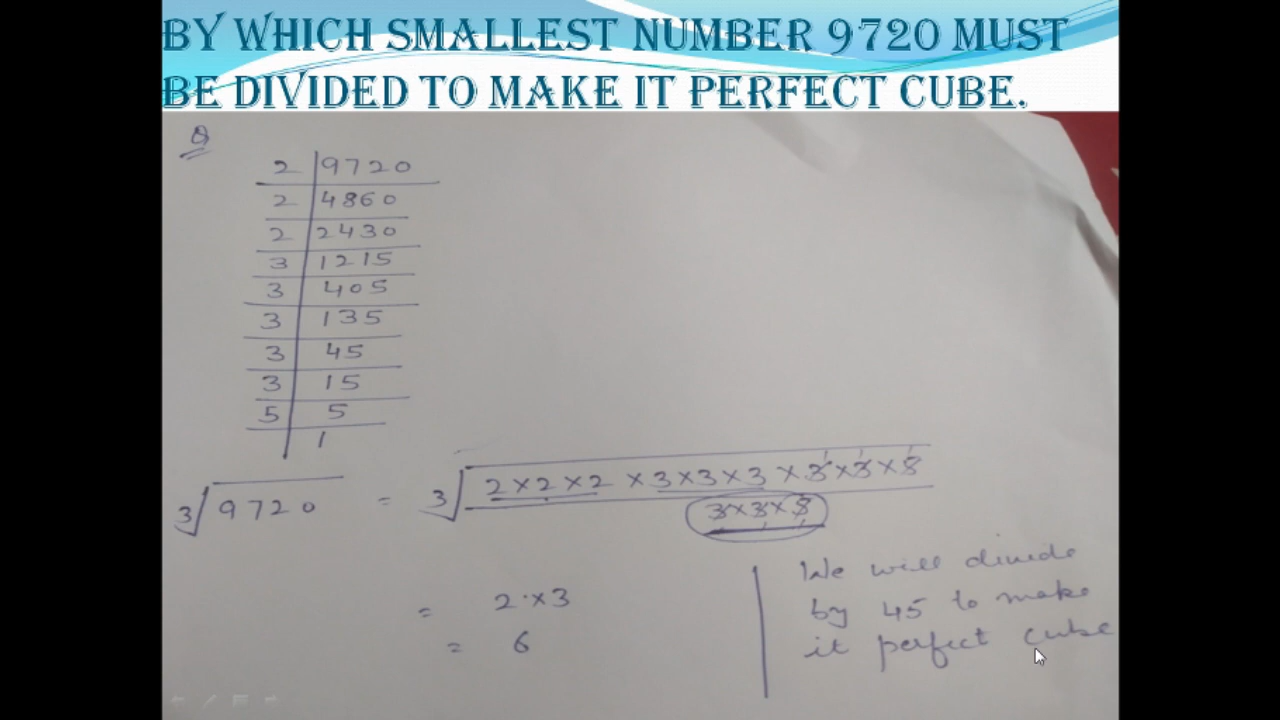 BY WHICH SMALLEST NUMBER 9720 MUST
BE DIVIDED TO MAKE IT PERFECT CUBE.
Q
2 | 9720
2 | 4860
2 | 2430
3 | 1215
3 | 405
3 | 135
3 | 45
3 | 15
5 | 5
1
3√9720 = 3√2×2×2 ×3×3×3 ×3×3×5
3×3×5
= 2×3
= 6
We will divide
by 45 to make
it perfect cube